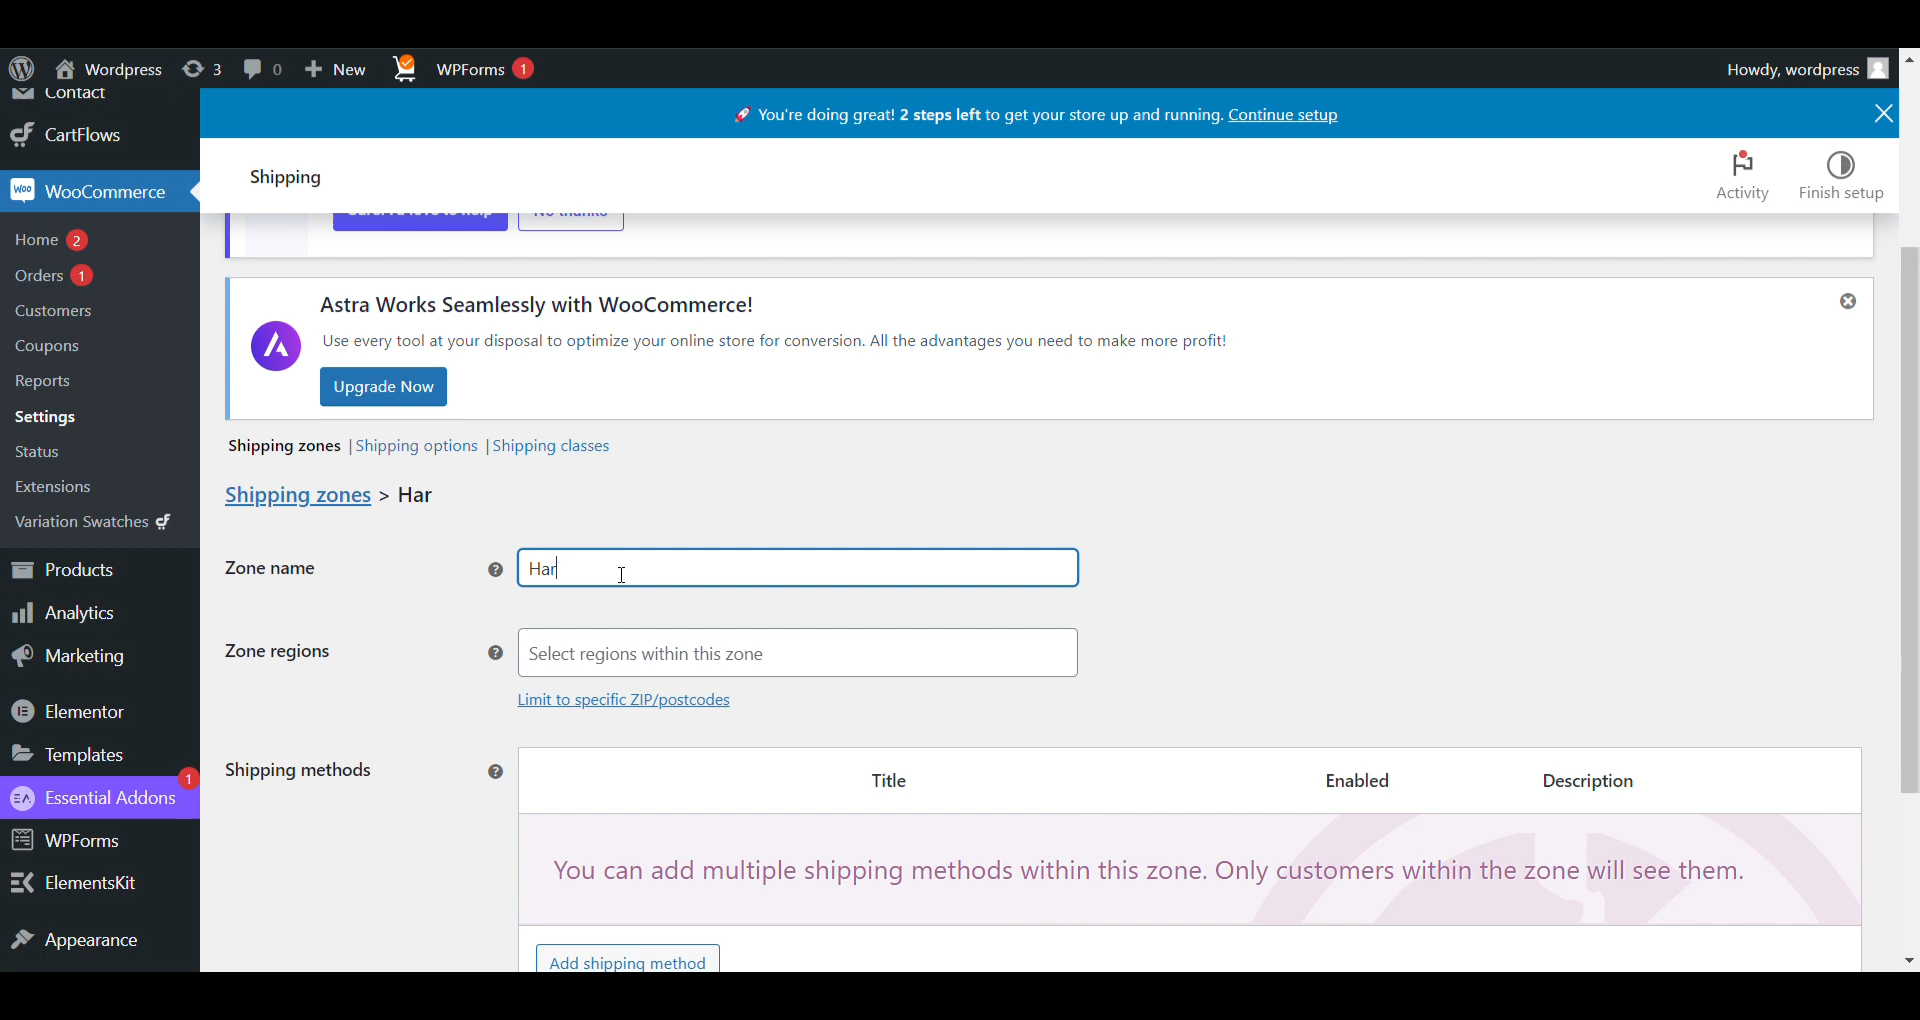 Wordpress 3 0 New WPForms 1 Howdy, wordpress
Contact
CartFlows
WooCommerce
Home 2
Orders 1
Customers
Coupons
Reports
Settings
Status
Extensions
Variation Swatches
Products
Analytics
Marketing
Elementor
Templates
Essential Addons 1
WPForms
ElementsKit
Appearance
You're doing great! 2 steps left to get your store up and running. Continue setup
Shipping
Activity
Finish setup
No thanks
Astra Works Seamlessly with WooCommerce!
Use every tool at your disposal to optimize your online store for conversion. All the advantages you need to make more profit!
Upgrade Now
Shipping zones | Shipping options | Shipping classes
Shipping zones > Har
Zone name ? Har
Zone regions ? Select regions within this zone
Limit to specific ZIP/postcodes
Shipping methods ? Title Enabled Description
You can add multiple shipping methods within this zone. Only customers within the zone will see them.
Add shipping method